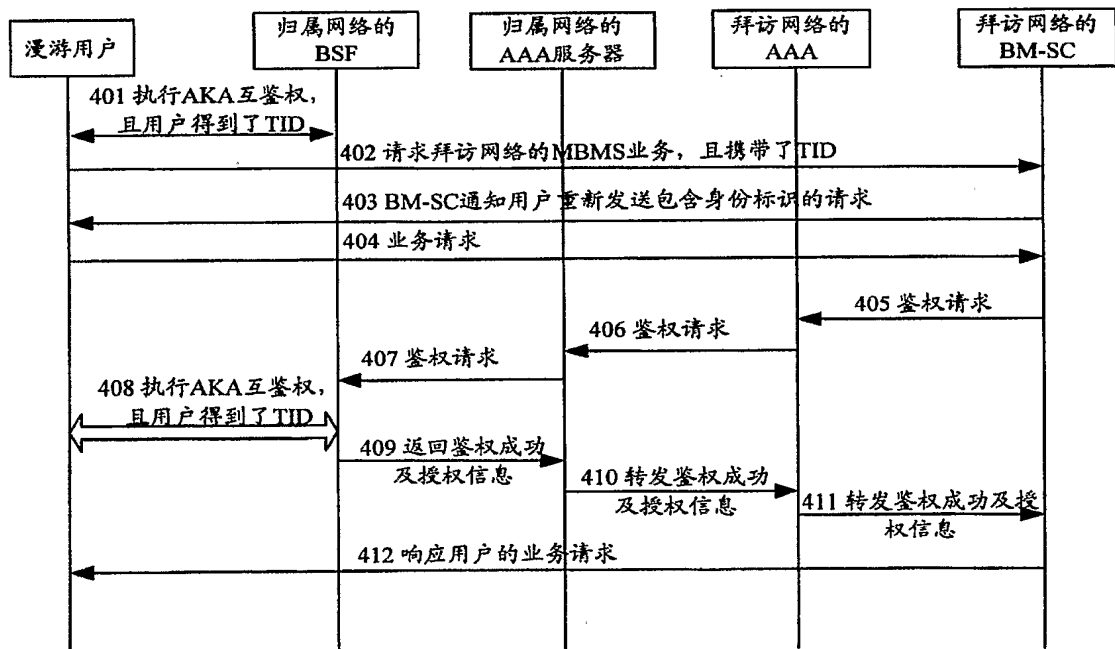 漫游用户
归属网络的
BSF
归属网络的
AAA服务器
拜访网络的
AAA
拜访网络的
BM-SC
401 执行AKA互鉴权，
且用户得到了TID
402 请求拜访网络的MBMS业务，且携带了TID
403 BM-SC通知用户重新发送包含身份标识的请求
404 业务请求
405 鉴权请求
406 鉴权请求
407 鉴权请求
408 执行AKA互鉴权，
且用户得到了TID
409 返回鉴权成功
及授权信息
410 转发鉴权成功
及授权信息
411 转发鉴权成功及授
权信息
412 响应用户的业务请求